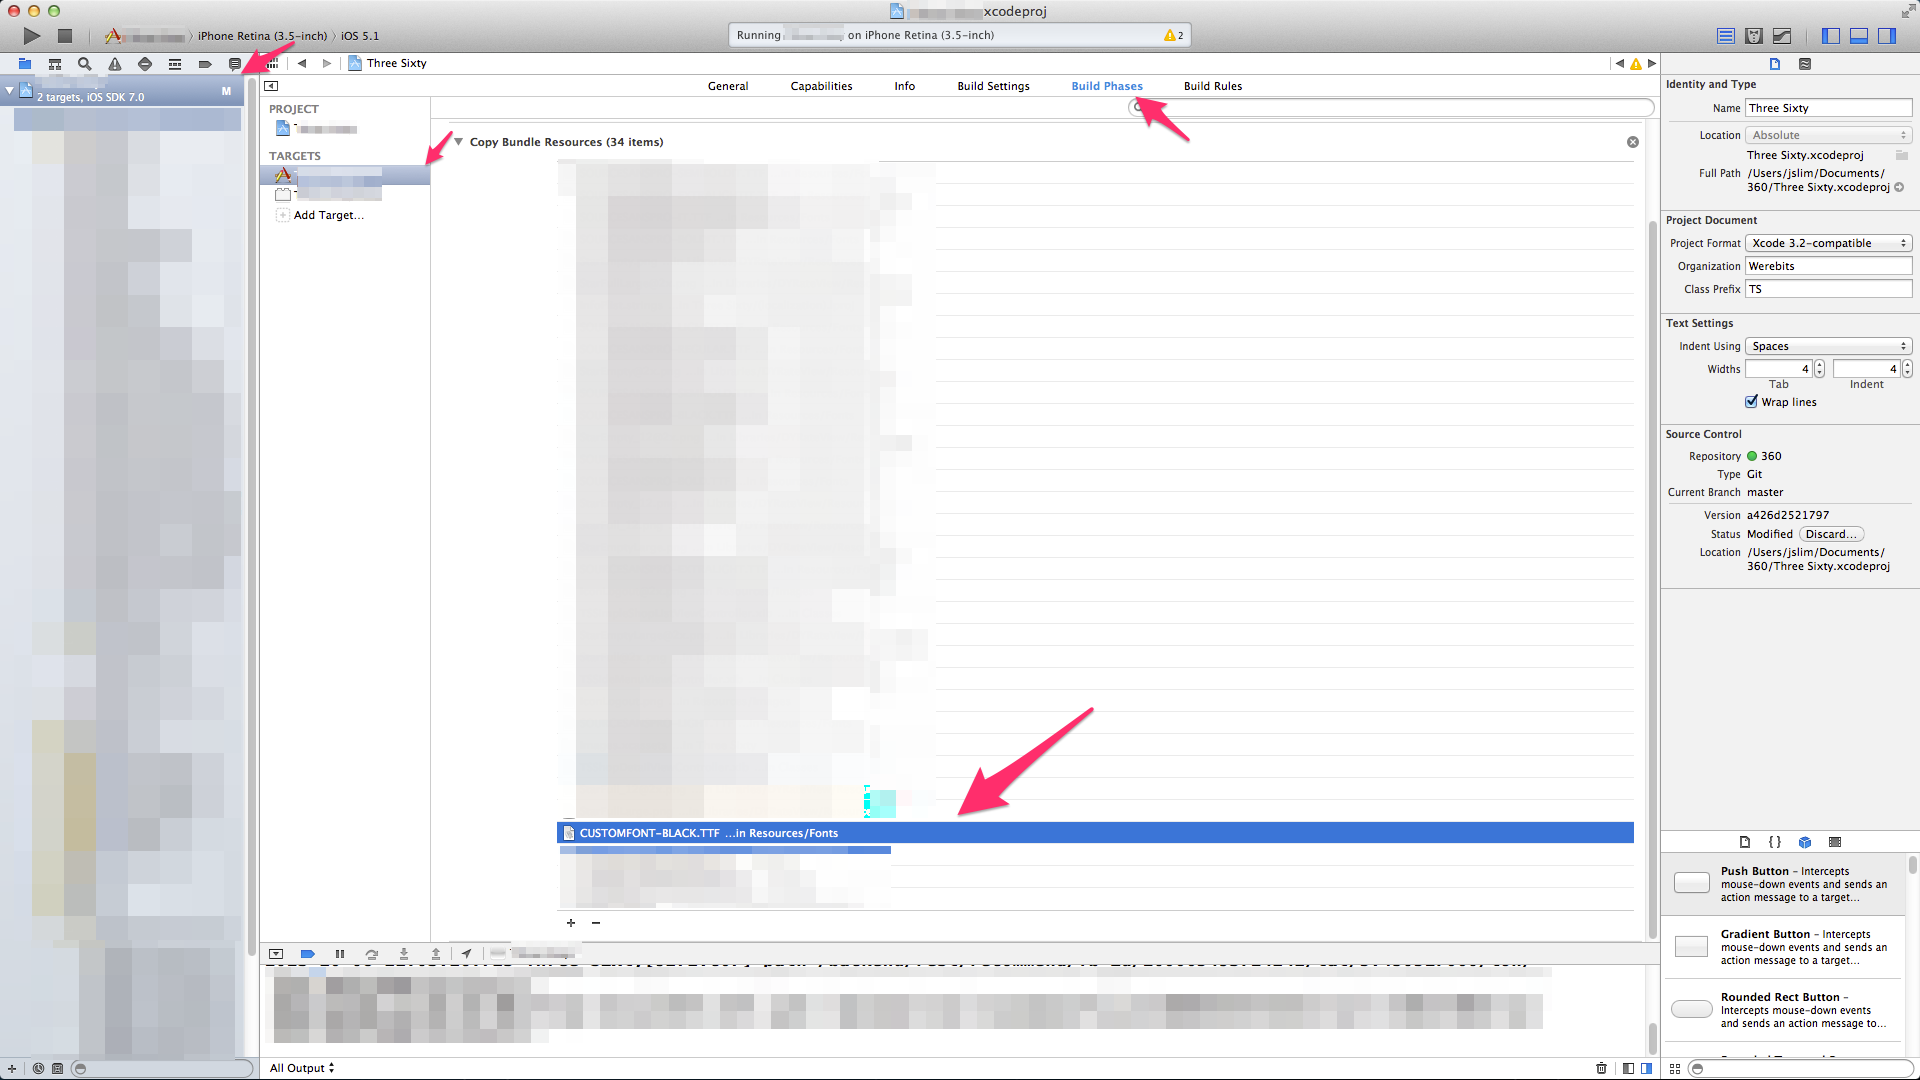 xcodeproj
iPhone Retina (3.5-inch) 〉 iOS 5.1
Running on iPhone Retina (3.5-inch)
2
Three Sixty
2 targets, iOS SDK 7.0
M
General Capabilities Info Build Settings Build Phases Build Rules
PROJECT
TARGETS
Add Target...
Copy Bundle Resources (34 items)
CUSTOMFONT-BLACK.TTF ...in Resources/Fonts
+ −
All Output
Identity and Type
Name Three Sixty
Location Absolute
Three Sixty.xcodeproj
Full Path /Users/jslim/Documents/
360/Three Sixty.xcodeproj
Project Document
Project Format Xcode 3.2-compatible
Organization Werebits
Class Prefix TS
Text Settings
Indent Using Spaces
Widths 4 4
Tab Indent
Wrap lines
Source Control
Repository 360
Type Git
Current Branch master
Version a426d2521797
Status Modified Discard...
Location /Users/jslim/Documents/
360/Three Sixty.xcodeproj
{ }
Push Button - Intercepts
mouse-down events and sends an
action message to a target...
Gradient Button - Intercepts
mouse-down events and sends an
action message to a target...
Rounded Rect Button -
Intercepts mouse-down events
and sends an action message to...